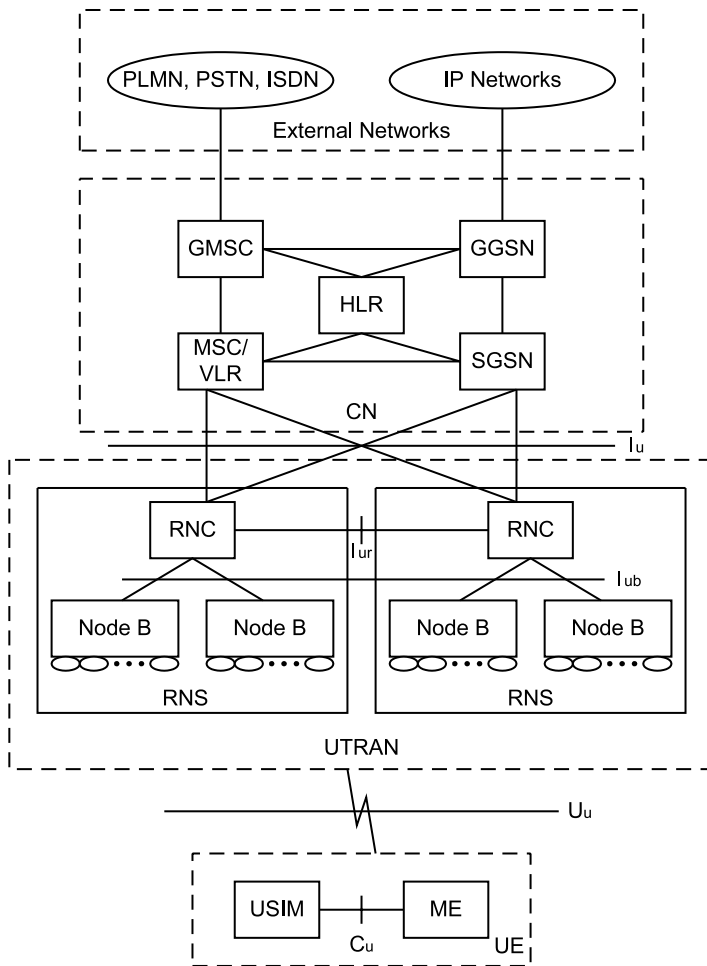 PLMN, PSTN, ISDN
IP Networks
External Networks
GMSC
GGSN
HLR
MSC/
VLR
SGSN
CN
Iu
RNC
RNC
Iur
Iub
Node B
Node B
Node B
Node B
RNS
RNS
UTRAN
Uu
USIM
ME
Cu
UE